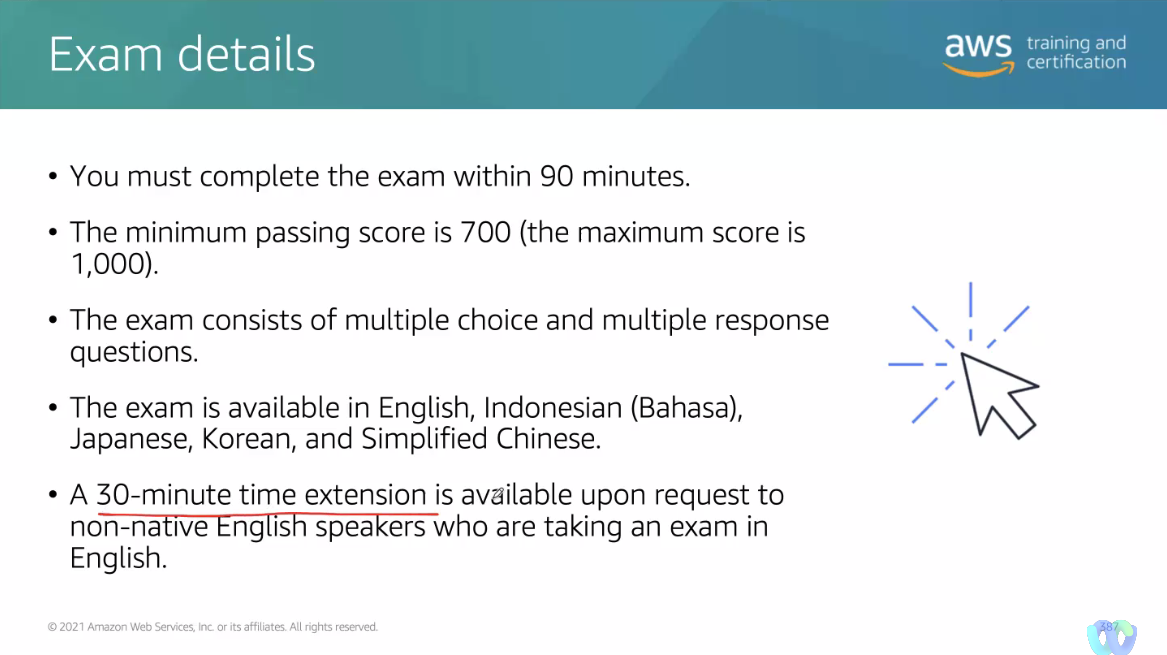 Exam details
aws training and
certification
• You must complete the exam within 90 minutes.
• The minimum passing score is 700 (the maximum score is
1,000).
• The exam consists of multiple choice and multiple response
questions.
• The exam is available in English, Indonesian (Bahasa),
Japanese, Korean, and Simplified Chinese.
• A 30-minute time extension is available upon request to
non-native English speakers who are taking an exam in
English.
© 2021 Amazon Web Services, Inc. or its affiliates. All rights reserved.
387